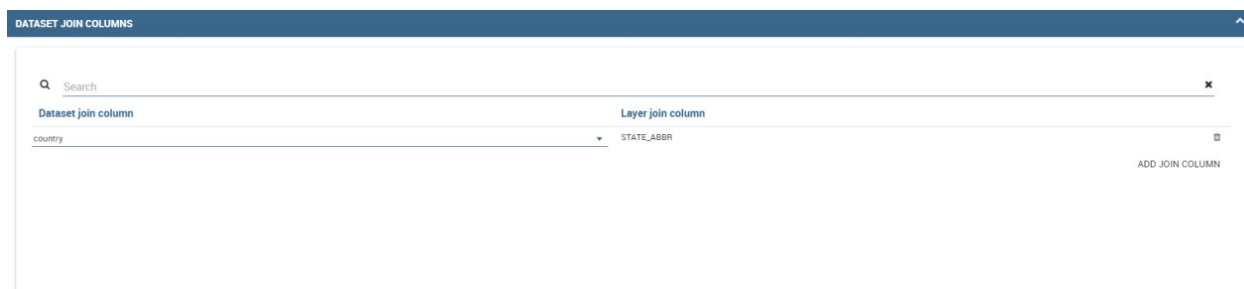 DATASET JOIN COLUMNS
Search
Dataset join column Layer join column
country STATE_ABBR
ADD JOIN COLUMN